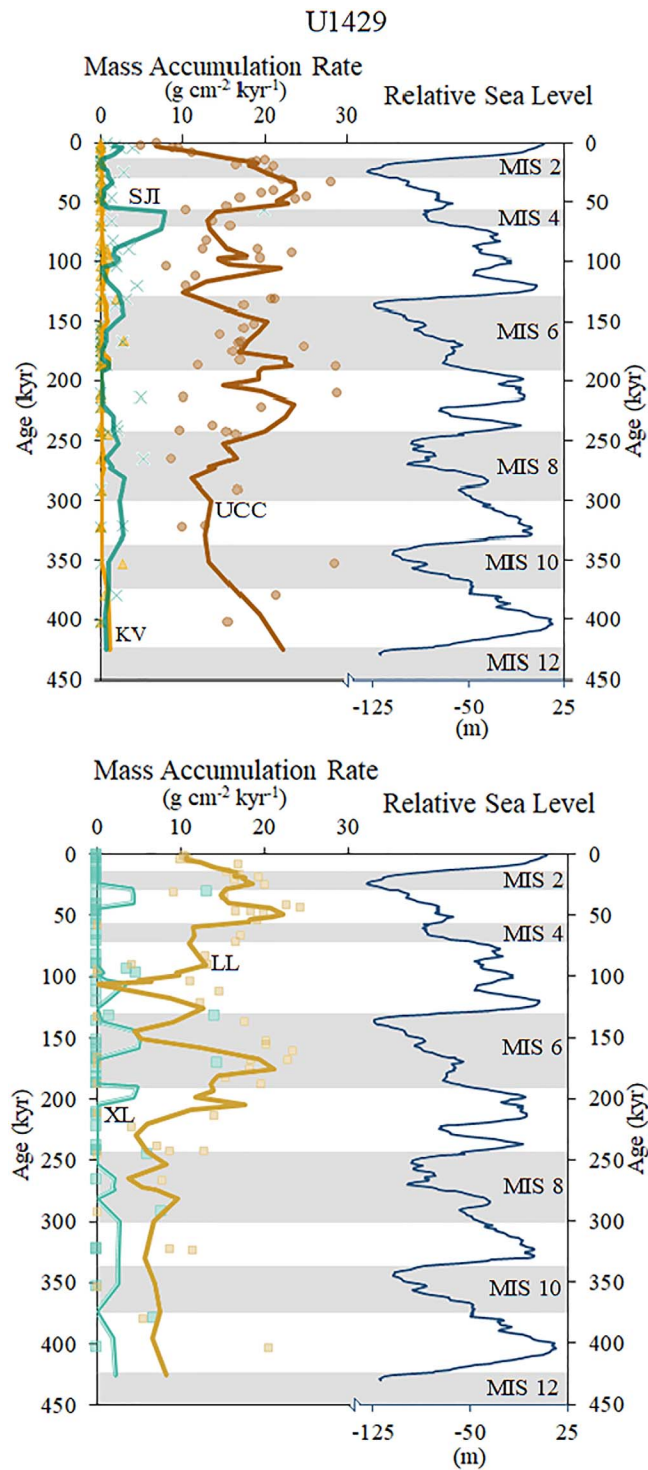 U1429
Mass Accumulation Rate
(g cm-2 kyr-1)
Relative Sea Level
0 10 20 30
0 0
MIS 2
SJI
50 50
MIS 4
100 100
150 150
MIS 6
200 200
Age (kyr) Age (kyr)
250 250
MIS 8
300 300
UCC
350 350
MIS 10
400 400
KV
450 MIS 12 450
-125 -50 25
(m)
Mass Accumulation Rate
(g cm-2 kyr-1)
Relative Sea Level
0 10 20 30
0 0
MIS 2
50 50
MIS 4
LL
100 100
150 150
MIS 6
200 200
XL
Age (kyr) Age (kyr)
250 250
MIS 8
300 300
350 350
MIS 10
400 400
MIS 12
450 450
-125 -50 25
(m)